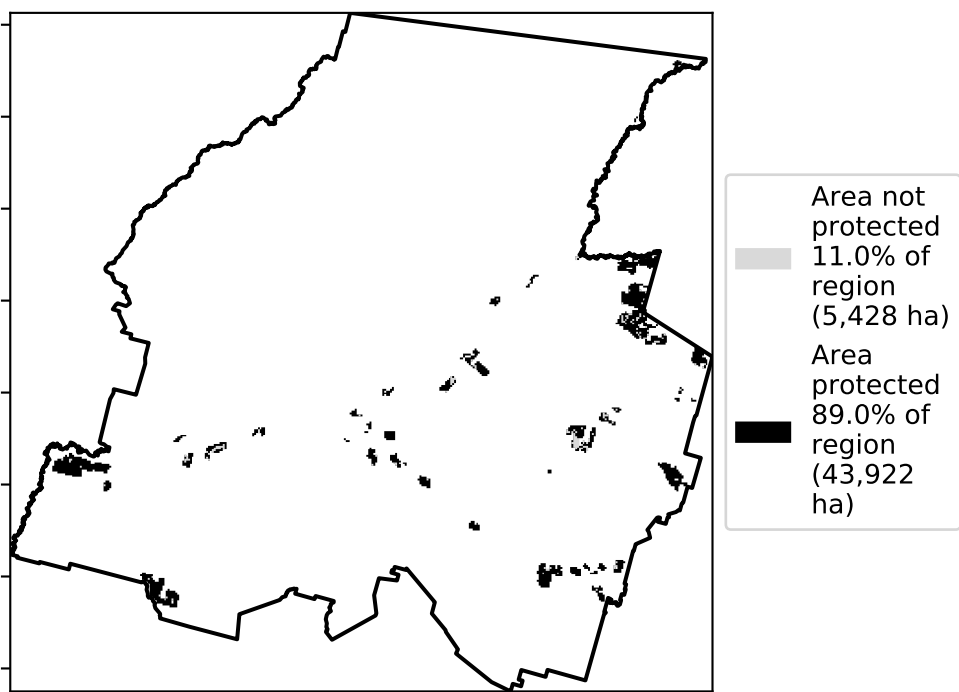 Area not
protected
11.0% of
region
(5,428 ha)
Area
protected
89.0% of
region
(43,922
ha)